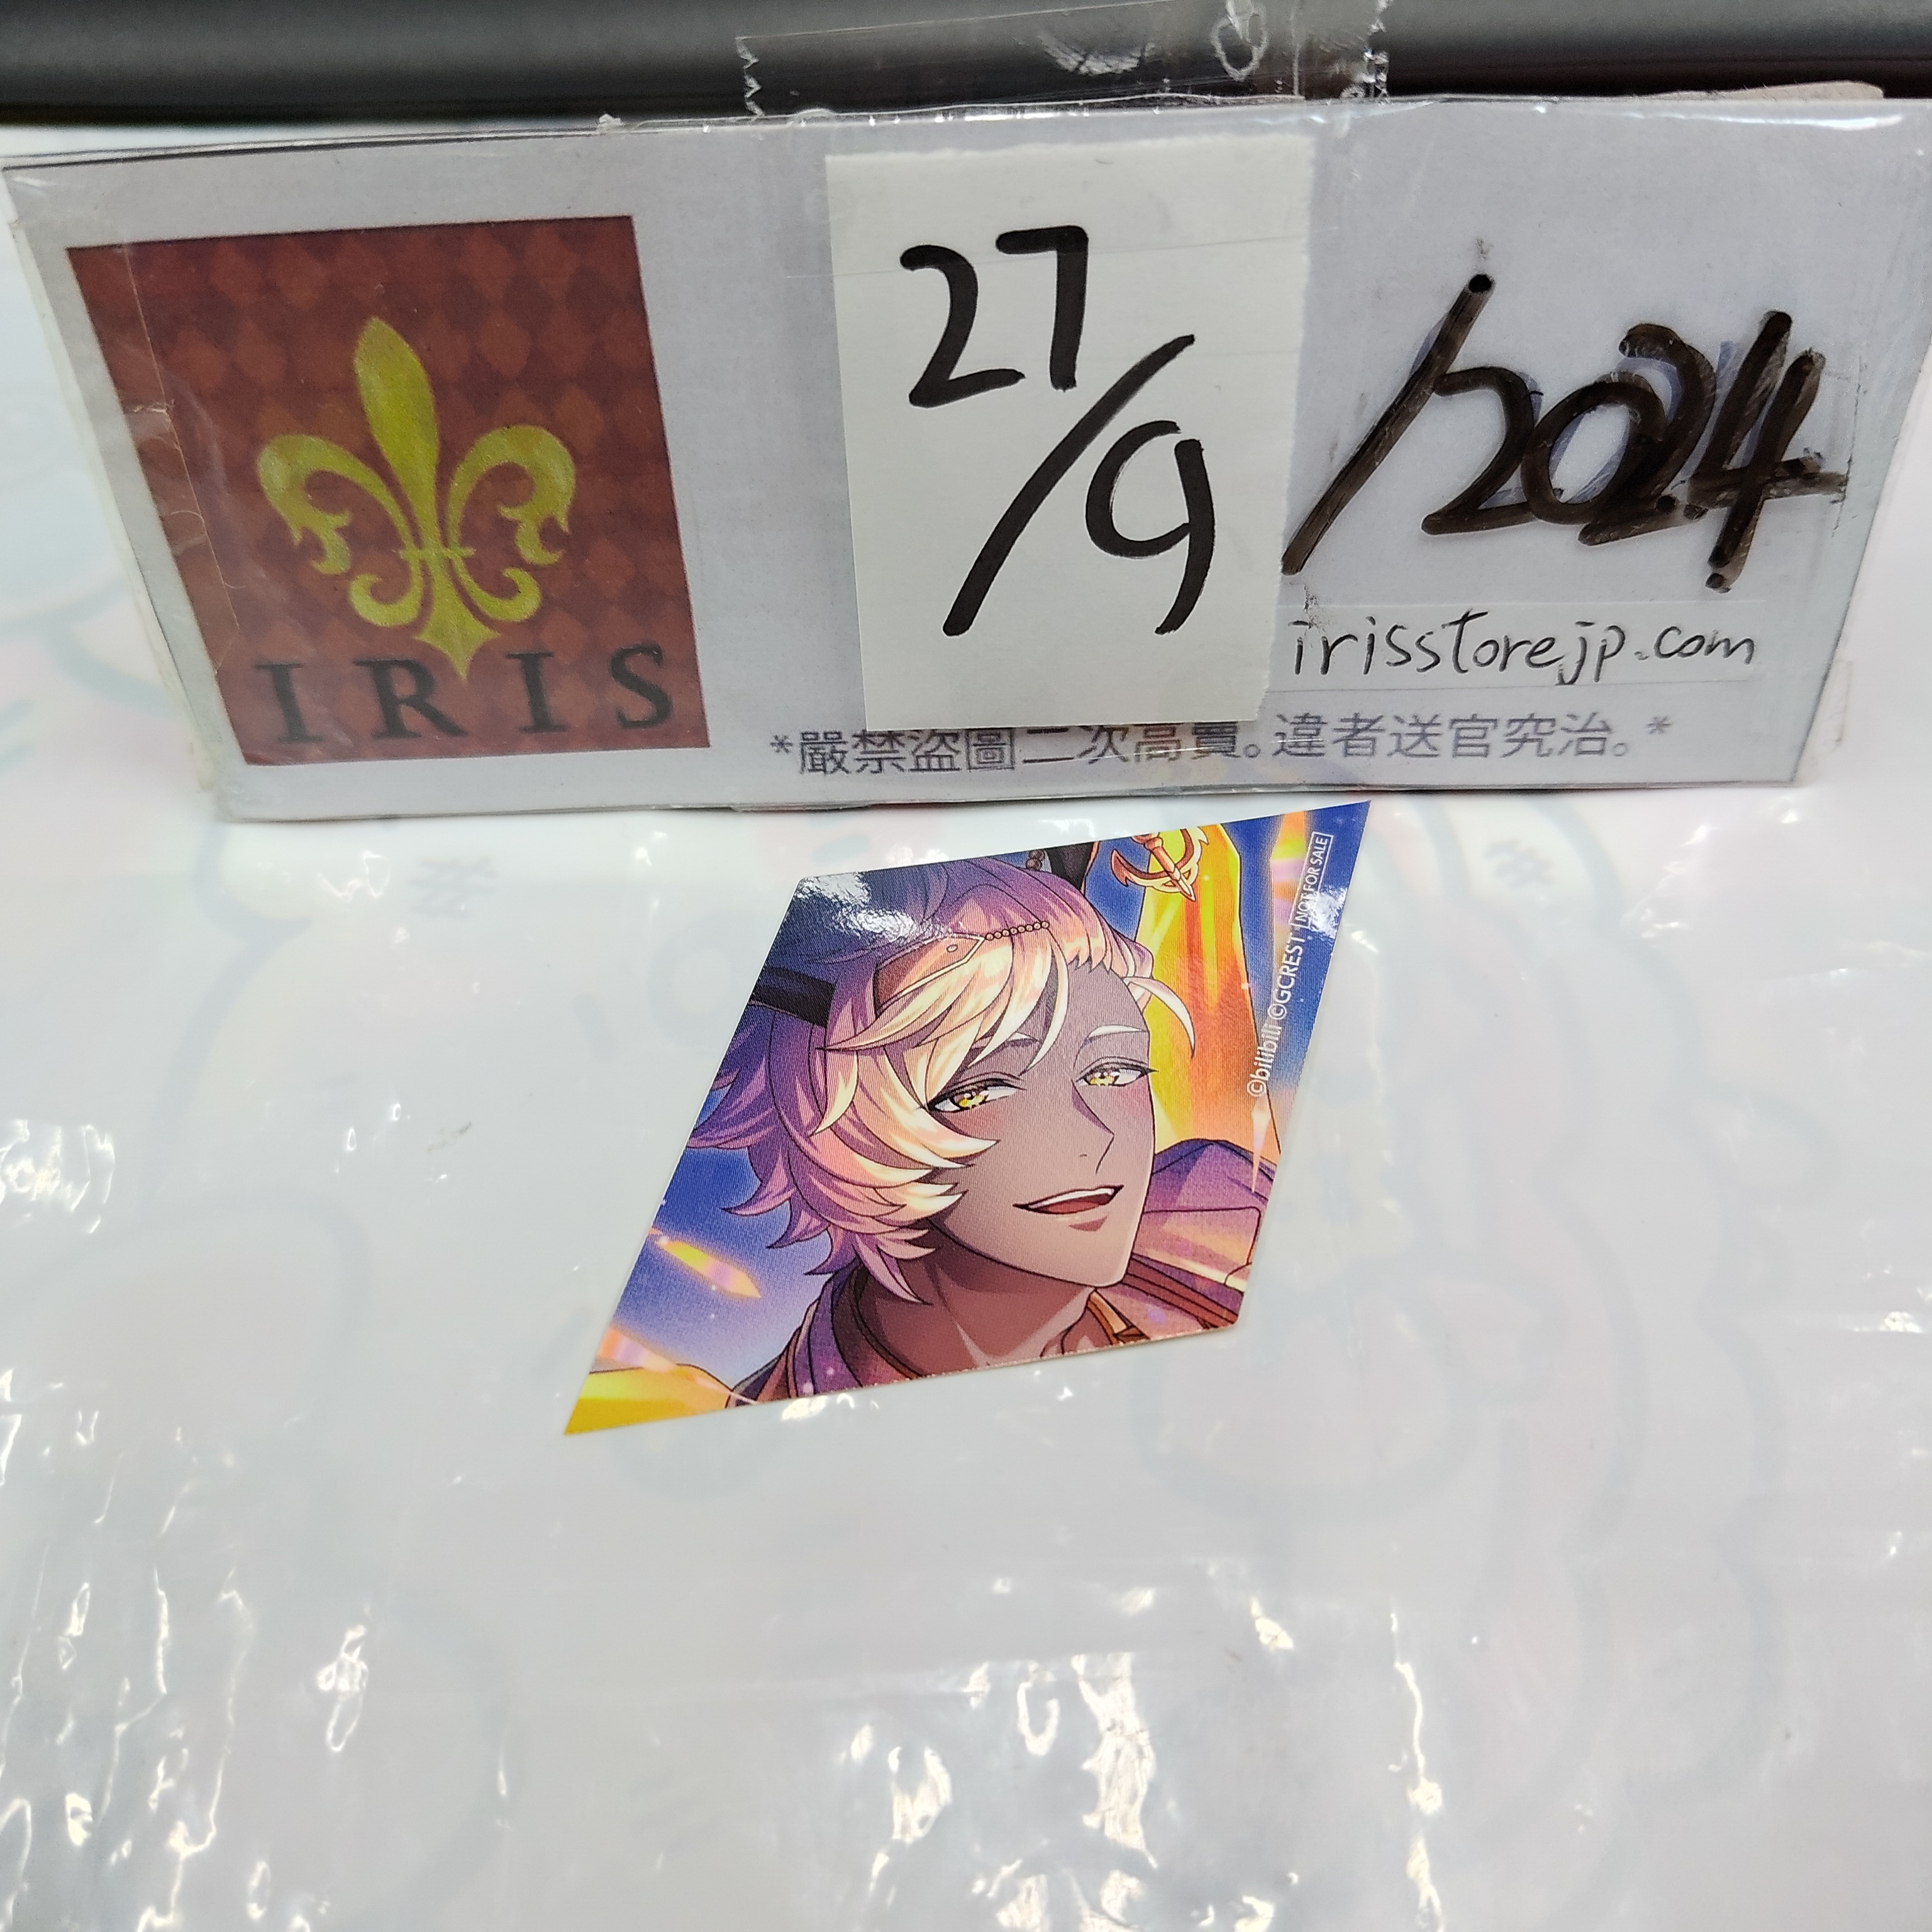 27/9/2024
IRIS
irisstorejp.com
*嚴禁盜圖二次高賣。違者送官究治。*
©bilibili ©GCREST NOT FOR SALE